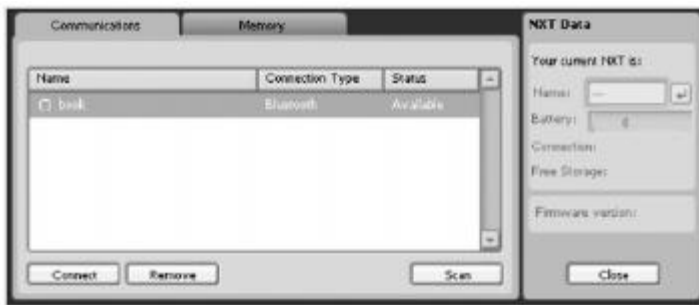 Communications Memory
Name Connection Type Status
book Bluetooth Available
Connect Remove Scan
NXT Data
Your current NXT is:
Name: ---
Battery:
Connection:
Free Storage:
Firmware version:
Close